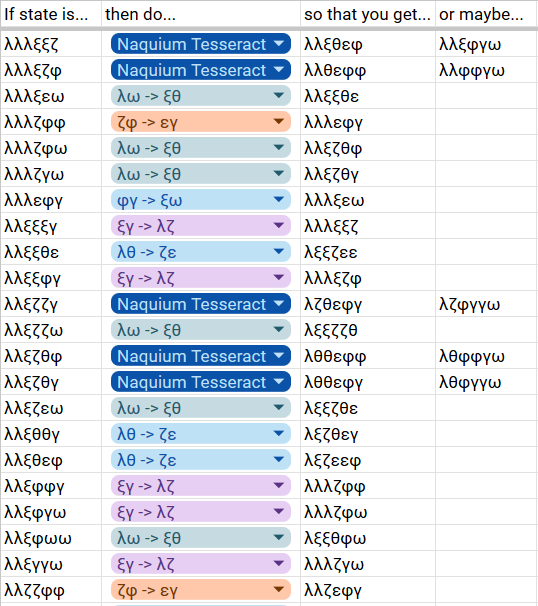 If state is... then do... so that you get... or maybe...
λλλξξζ Naquium Tesseract λλξθεφ λλξφγω
λλλξζφ Naquium Tesseract λλθεφφ λλφφγω
λλλξεω λω -> ξθ λλξξθε
λλλζφφ ζφ -> εγ λλλεφγ
λλλζφω λω -> ξθ λλξζθφ
λλλζγω λω -> ξθ λλξζθγ
λλλεφγ φγ -> ξω λλλξεω
λλξξξγ ξγ -> λζ λλλξξζ
λλξξθε λθ -> ζε λξξζεε
λλξξφγ ξγ -> λζ λλλξζφ
λλξζζγ Naquium Tesseract λζθεφγ λζφγγω
λλξζζω λω -> ξθ λξξζζθ
λλξζθφ Naquium Tesseract λθθεφφ λθφφγω
λλξζθγ Naquium Tesseract λθθεφγ λθφγγω
λλξζεω λω -> ξθ λξξζθε
λλξθθγ λθ -> ζε λξζθεγ
λλξθεφ λθ -> ζε λξζεεφ
λλξφφγ ξγ -> λζ λλλζφφ
λλξφγω ξγ -> λζ λλλζφω
λλξφωω λω -> ξθ λξξθφω
λλξγγω ξγ -> λζ λλλζγω
λλζζφφ ζφ -> εγ λλζεφγ